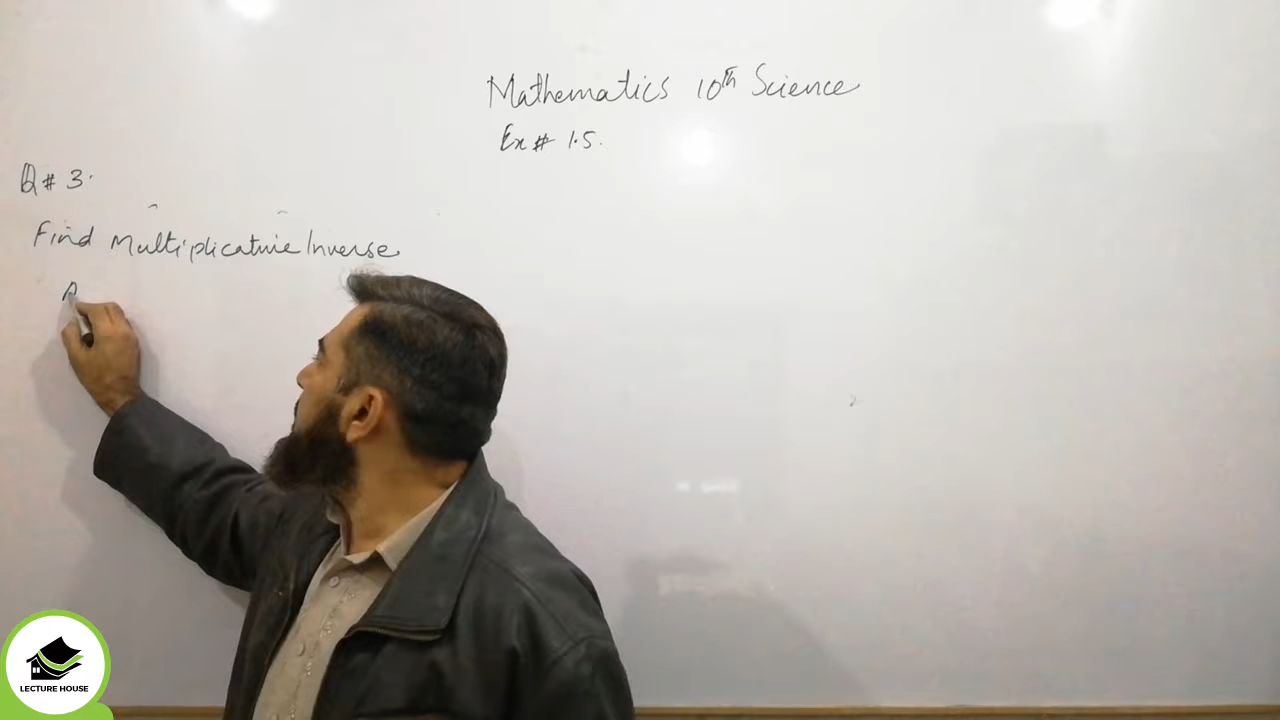 Mathematics 10th Science
Ex # 1.5.
Q # 3.
Find Multiplicative Inverse
A
LECTURE HOUSE